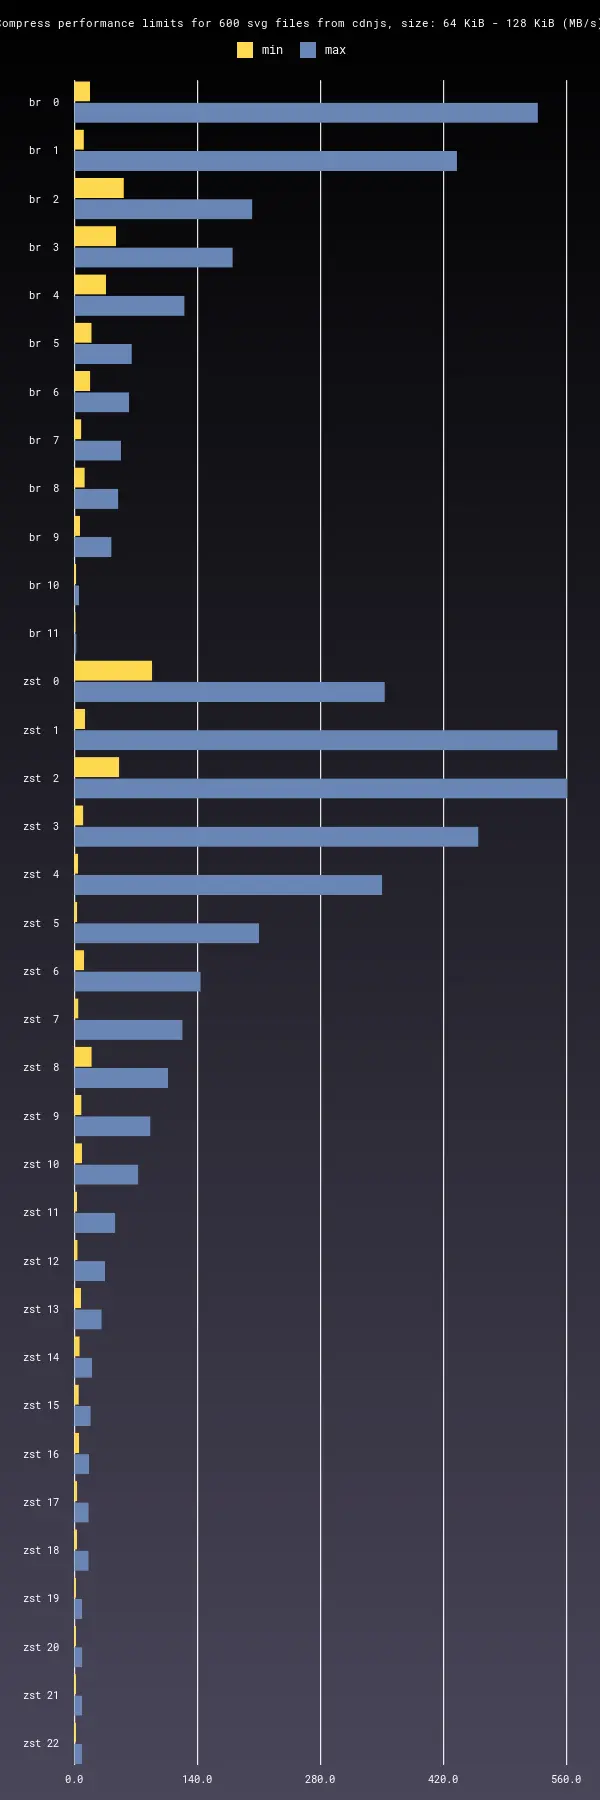 Compress performance limits for 600 svg files from cdnjs, size: 64 KiB - 128 KiB (MB/s)
min max
br 0
br 1
br 2
br 3
br 4
br 5
br 6
br 7
br 8
br 9
br 10
br 11
zst 0
zst 1
zst 2
zst 3
zst 4
zst 5
zst 6
zst 7
zst 8
zst 9
zst 10
zst 11
zst 12
zst 13
zst 14
zst 15
zst 16
zst 17
zst 18
zst 19
zst 20
zst 21
zst 22
0.0 140.0 280.0 420.0 560.0